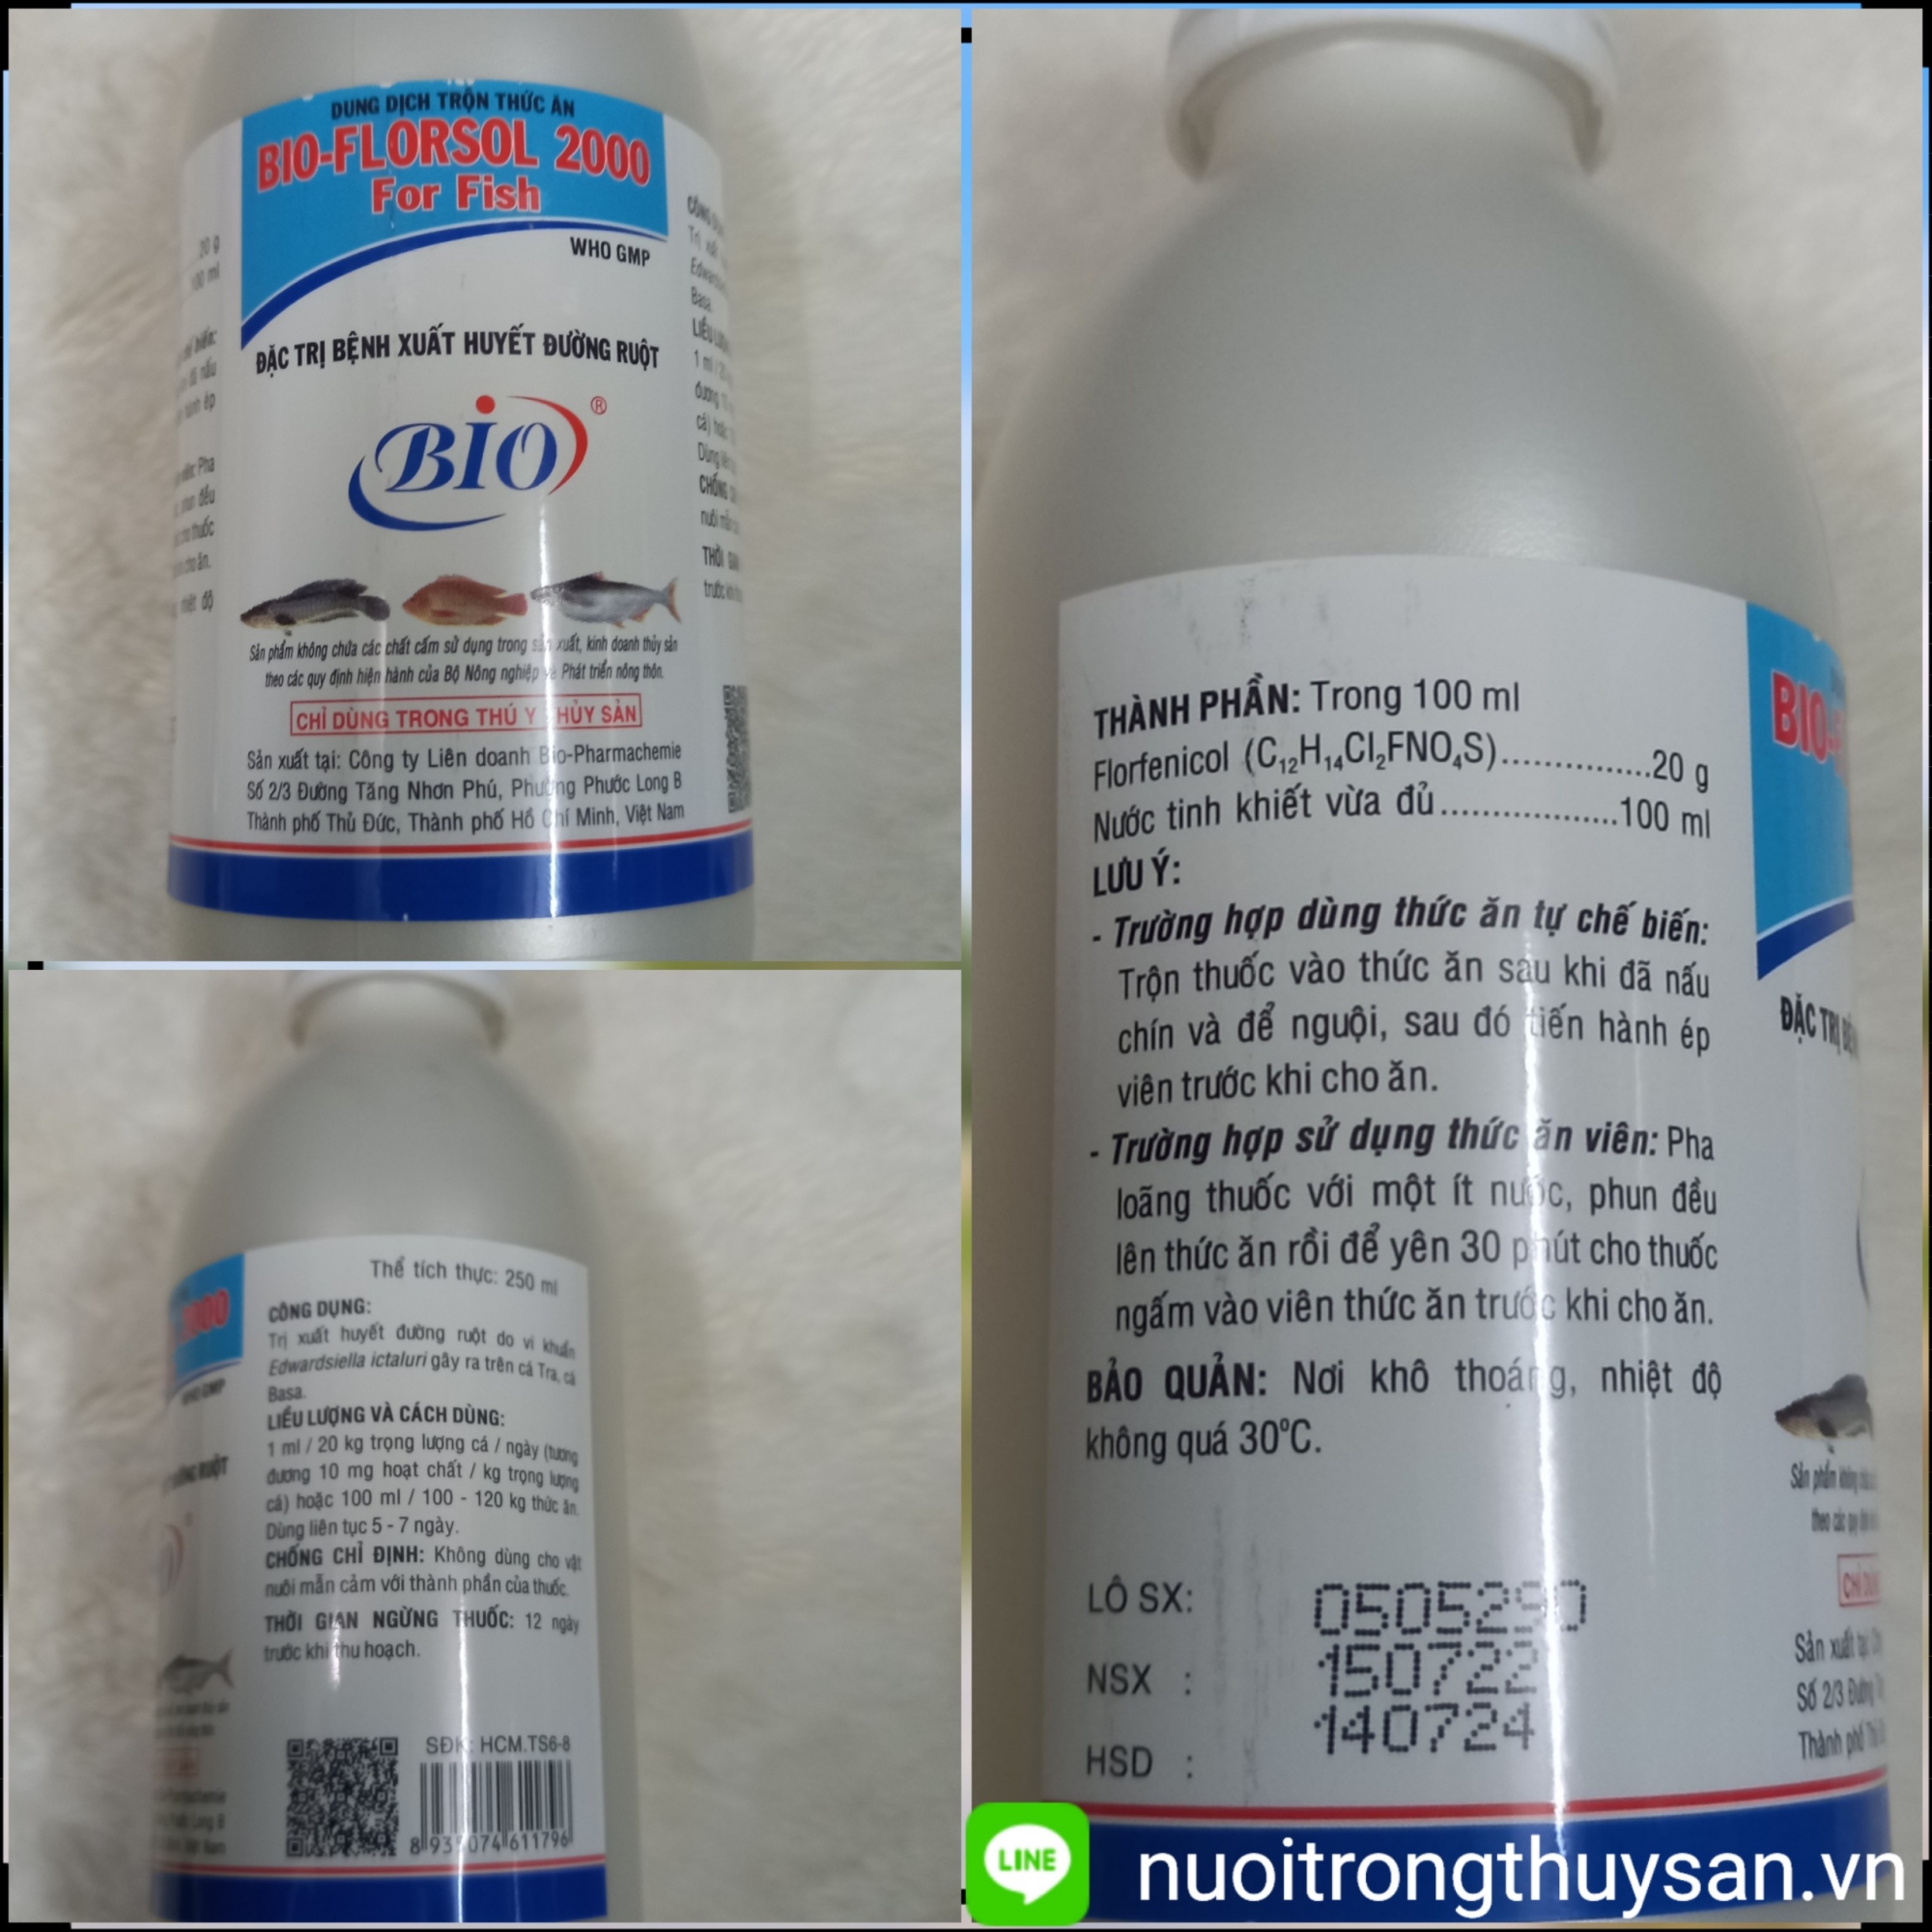 DUNG DỊCH TRỘN THỨC ĂN
BIO-FLORSOL 2000
For Fish
WHO GMP
ĐẶC TRỊ BỆNH XUẤT HUYẾT ĐƯỜNG RUỘT
BIO®
Sản phẩm không chứa các chất cấm sử dụng trong sản xuất, kinh doanh thủy sản
theo các quy định hiện hành của Bộ Nông nghiệp và Phát triển nông thôn.
CHỈ DÙNG TRONG THÚ Y THỦY SẢN
Sản xuất tại: Công ty Liên doanh Bio-Pharmachemie
Số 2/3 Đường Tăng Nhơn Phú, Phường Phước Long B
Thành phố Thủ Đức, Thành phố Hồ Chí Minh, Việt Nam
Thể tích thực: 250 ml
CÔNG DỤNG:
Trị xuất huyết đường ruột do vi khuẩn
Edwardsiella ictaluri gây ra trên cá Tra, cá
Basa.
LIỀU LƯỢNG VÀ CÁCH DÙNG:
1 ml / 20 kg trọng lượng cá / ngày (tương
đương 10 mg hoạt chất / kg trọng lượng
cá) hoặc 100 ml / 100 - 120 kg thức ăn.
Dùng liên tục 5 - 7 ngày.
CHỐNG CHỈ ĐỊNH: Không dùng cho vật
nuôi mẫn cảm với thành phần của thuốc.
THỜI GIAN NGỪNG THUỐC: 12 ngày
trước khi thu hoạch.
SĐK: HCM.TS6-8
8 935074 611796
THÀNH PHẦN: Trong 100 ml
Florfenicol (C₁₂H₁₄Cl₂FNO₄S)...............20 g
Nước tinh khiết vừa đủ.................100 ml
LƯU Ý:
- Trường hợp dùng thức ăn tự chế biến:
Trộn thuốc vào thức ăn sau khi đã nấu
chín và để nguội, sau đó tiến hành ép
viên trước khi cho ăn.
- Trường hợp sử dụng thức ăn viên: Pha
loãng thuốc với một ít nước, phun đều
lên thức ăn rồi để yên 30 phút cho thuốc
ngấm vào viên thức ăn trước khi cho ăn.
BẢO QUẢN: Nơi khô thoáng, nhiệt độ
không quá 30°C.
LÔ SX: 0505290
NSX : 150722
HSD : 140724
LINE
nuoitrongthuysan.vn